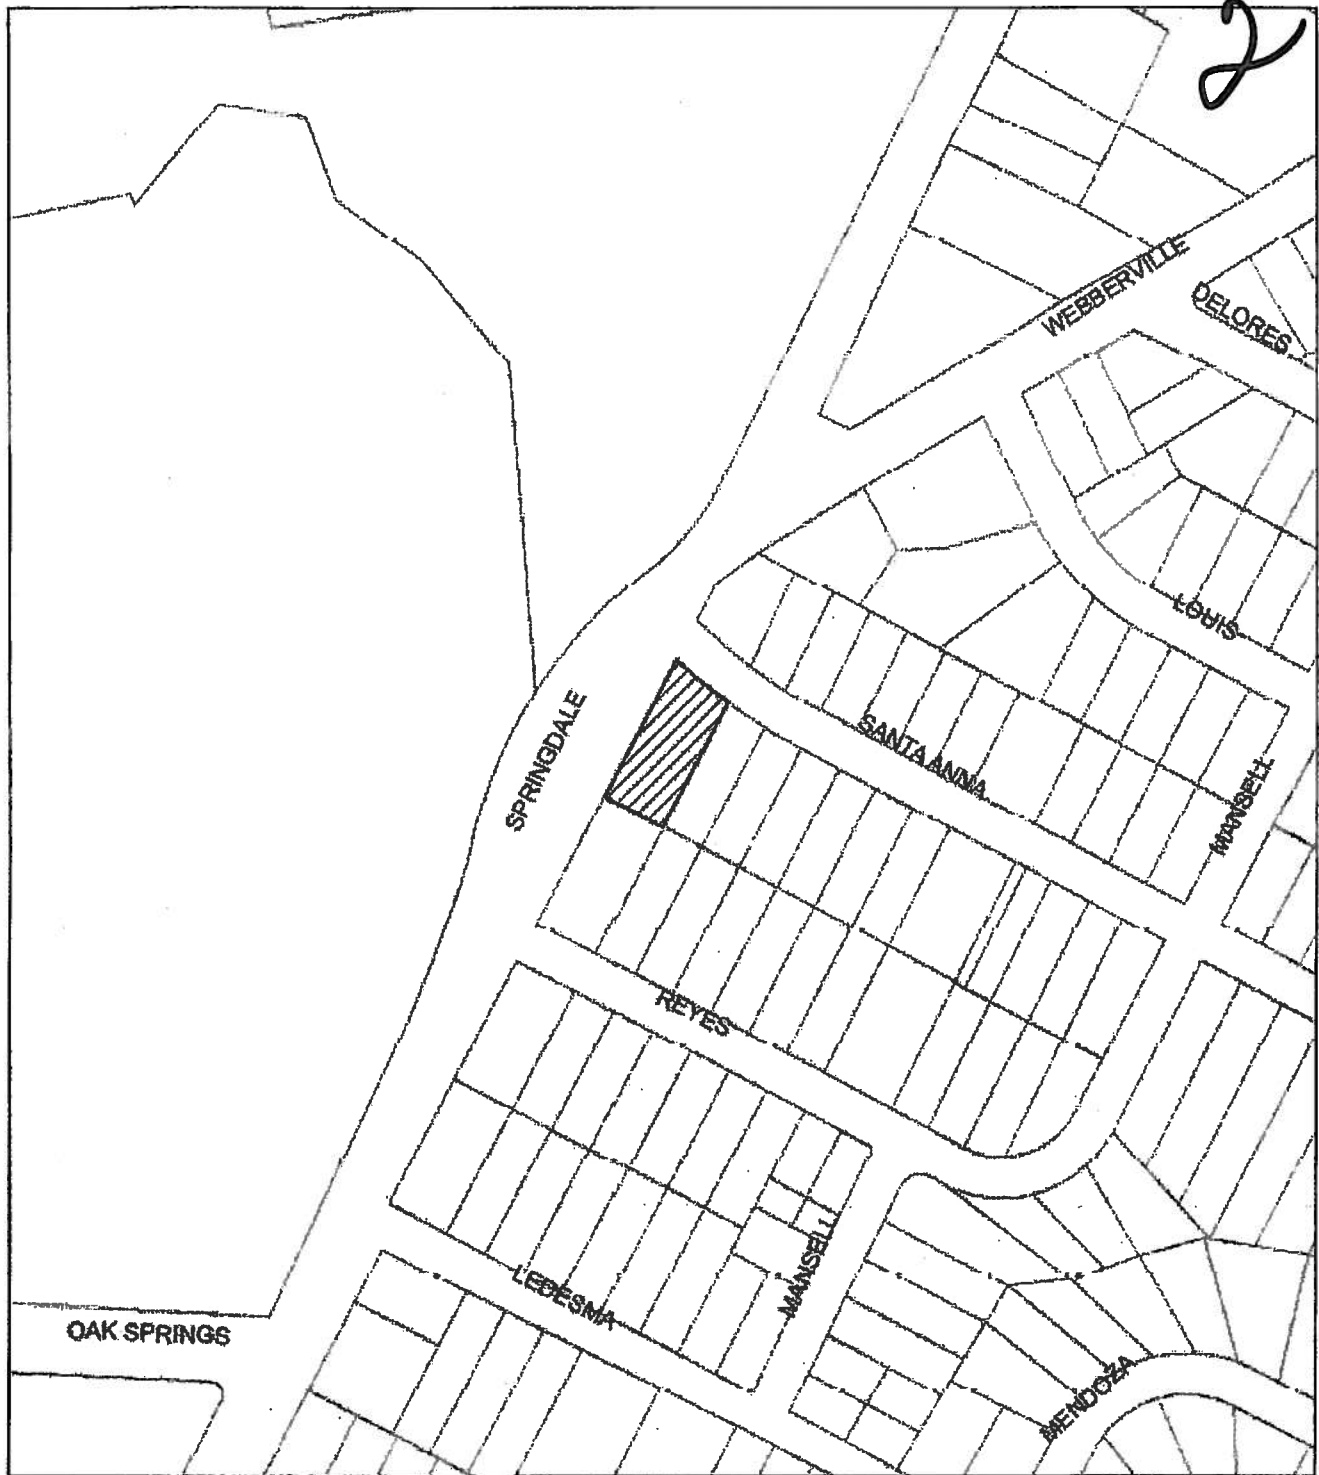 2
WEBBERVILLE
DELORES
LOUIS
SPRINGDALE
SANTA ANNA
MANSELL
REYES
MANSELL
LEDESMA
OAK SPRINGS
MENDOZA